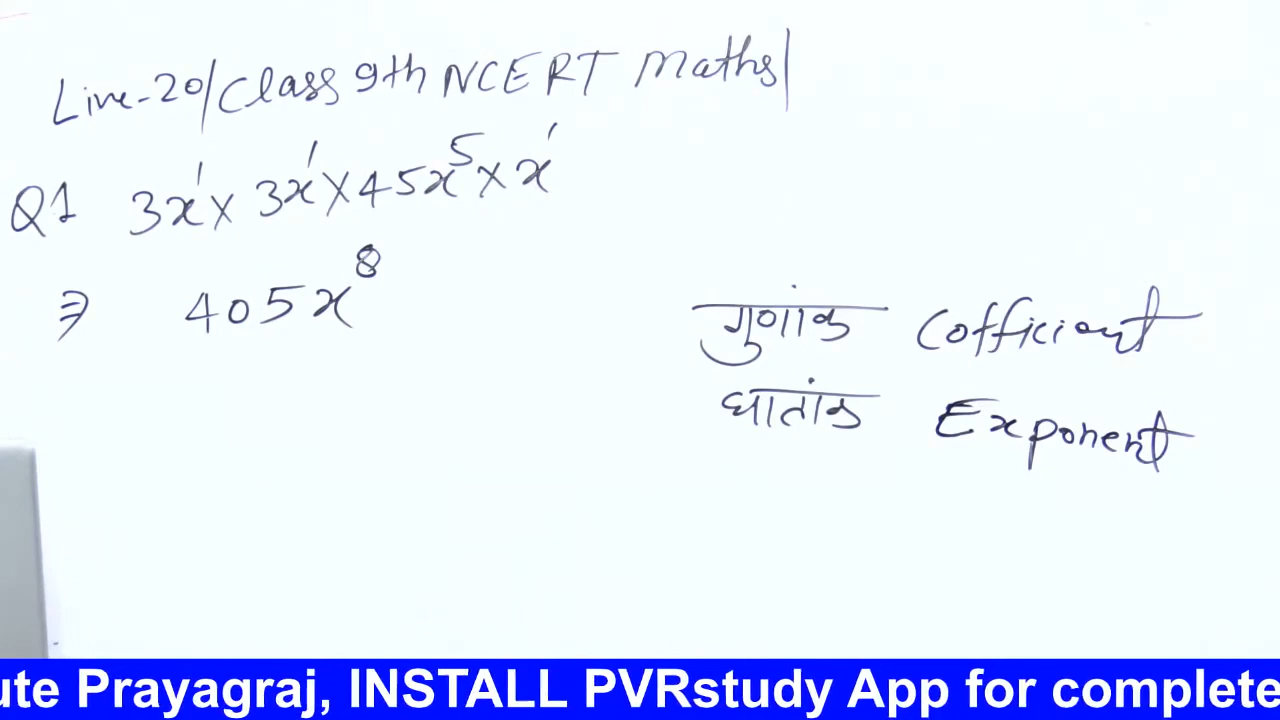 Live-20/Class 9th NCERT Maths|
Q1 3x¹ × 3x¹ × 45x⁵ × x¹
⇒ 405x⁸
गुणांक Cofficient
घातांक Exponent
ute Prayagraj, INSTALL PVRstudy App for complete